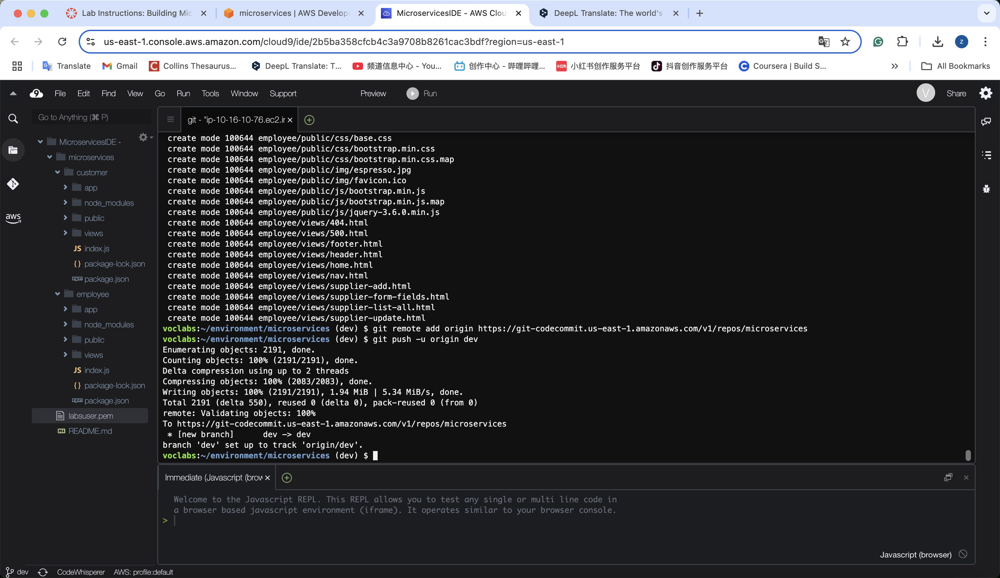 Lab Instructions: Building Mic
microservices | AWS Develop
MicroservicesIDE - AWS Clou
DeepL Translate: The world's
us-east-1.console.aws.amazon.com/cloud9/ide/2b5ba358cfcb4c3a9708b8261cac3bdf?region=us-east-1
z
Translate
Gmail
Collins Thesaurus...
DeepL Translate: T...
频道信息中心 - You...
创作中心 - 哔哩哔哩...
小红书创作服务平台
抖音创作服务平台
Coursera | Build S...
All Bookmarks
9
File
Edit
Find
View
Go
Run
Tools
Window
Support
Preview
Run
V
Share
Go to Anything (⌘ P)
git - "ip-10-16-10-76.ec2.ir
MicroservicesIDE -
microservices
customer
app
node_modules
public
views
JS index.js
{} package-lock.json
package.json
employee
app
node_modules
public
views
JS index.js
{} package-lock.json
package.json
labsuser.pem
README.md
aws
create mode 100644 employee/public/css/base.css
create mode 100644 employee/public/css/bootstrap.min.css
create mode 100644 employee/public/css/bootstrap.min.css.map
create mode 100644 employee/public/img/espresso.jpg
create mode 100644 employee/public/img/favicon.ico
create mode 100644 employee/public/js/bootstrap.min.js
create mode 100644 employee/public/js/bootstrap.min.js.map
create mode 100644 employee/public/js/jquery-3.6.0.min.js
create mode 100644 employee/views/404.html
create mode 100644 employee/views/500.html
create mode 100644 employee/views/footer.html
create mode 100644 employee/views/header.html
create mode 100644 employee/views/home.html
create mode 100644 employee/views/nav.html
create mode 100644 employee/views/supplier-add.html
create mode 100644 employee/views/supplier-form-fields.html
create mode 100644 employee/views/supplier-list-all.html
create mode 100644 employee/views/supplier-update.html
voclabs:~/environment/microservices (dev) $ git remote add origin https://git-codecommit.us-east-1.amazonaws.com/v1/repos/microservices
voclabs:~/environment/microservices (dev) $ git push -u origin dev
Enumerating objects: 2191, done.
Counting objects: 100% (2191/2191), done.
Delta compression using up to 2 threads
Compressing objects: 100% (2083/2083), done.
Writing objects: 100% (2191/2191), 1.94 MiB | 5.34 MiB/s, done.
Total 2191 (delta 550), reused 0 (delta 0), pack-reused 0 (from 0)
remote: Validating objects: 100%
To https://git-codecommit.us-east-1.amazonaws.com/v1/repos/microservices
* [new branch]      dev -> dev
branch 'dev' set up to track 'origin/dev'.
voclabs:~/environment/microservices (dev) $
Immediate (Javascript (brow
Welcome to the Javascript REPL. This REPL allows you to test any single or multi line code in
a browser based javascript environment (iframe). It operates similar to your browser console.
>
Javascript (browser)
dev
CodeWhisperer
AWS: profile:default